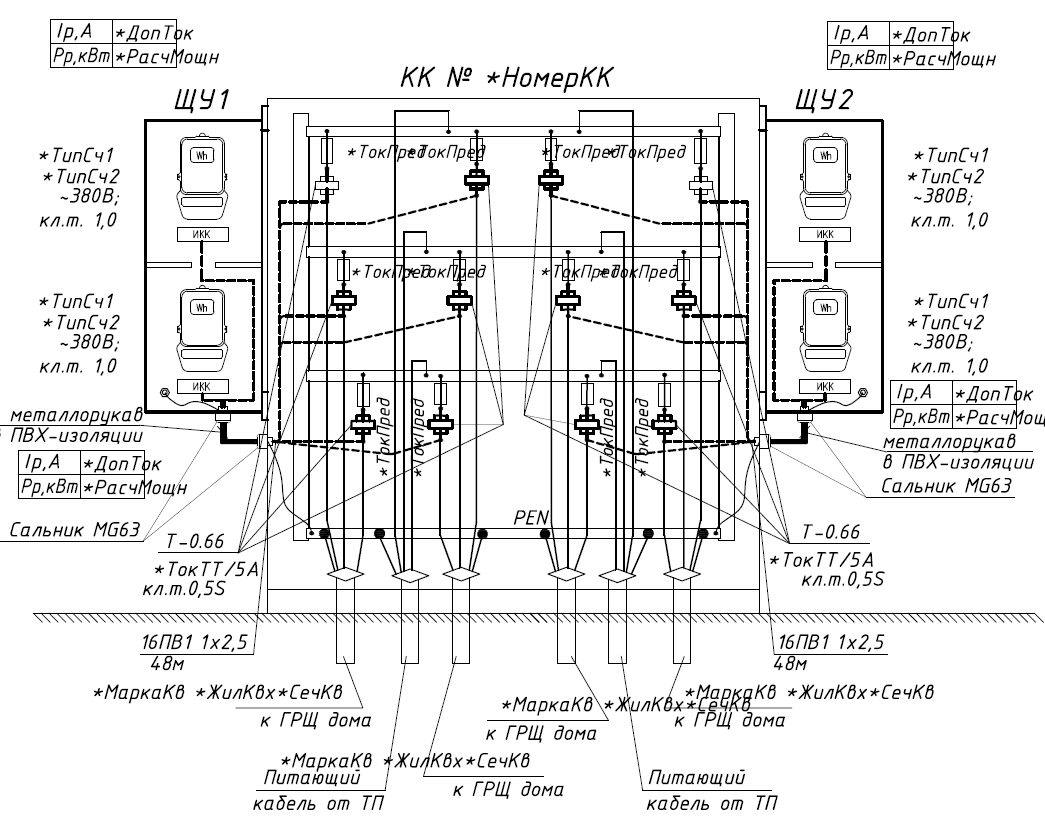 Iр,А *ДопТок
Рр,кВт *РасчМощн
Iр,А *ДопТок
Рр,кВт *РасчМощн
КК № *НомерКК
ЩУ1
ЩУ2
*ТипСч1
*ТипСч2
~380В;
кл.т. 1,0
Wh
ИКК
*ТокПред
*ТокПред
*ТокПред
*ТокПред
Wh
ИКК
*ТипСч1
*ТипСч2
~380В;
кл.т. 1,0
*ТипСч1
*ТипСч2
~380В;
кл.т. 1,0
Wh
ИКК
*ТокПред
*ТокПред
*ТокПред
*ТокПред
Wh
ИКК
*ТипСч1
*ТипСч2
~380В;
кл.т. 1,0
*ТокПред
*ТокПред
*ТокПред
*ТокПред
металлорукав
в ПВХ-изоляции
Iр,А *ДопТок
Рр,кВт *РасчМощн
Сальник MG63
Iр,А *ДопТок
Рр,кВт *РасчМощн
металлорукав
в ПВХ-изоляции
Сальник MG63
PEN
Т-0.66
*ТокТТ/5А
кл.т.0,5S
Т-0.66
*ТокТТ/5А
кл.т.0,5S
16ПВ1 1х2,5
48м
16ПВ1 1х2,5
48м
*МаркаКв *ЖилКвх*СечКв
к ГРЩ дома
*МаркаКв *ЖилКвх*СечКв
к ГРЩ дома
*МаркаКв *ЖилКвх*СечКв
к ГРЩ дома
*МаркаКв *ЖилКвх*СечКв
к ГРЩ дома
Питающий
кабель от ТП
Питающий
кабель от ТП